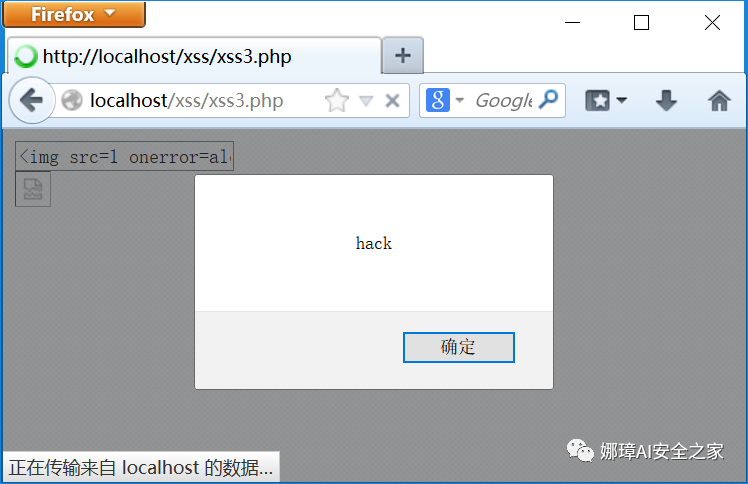 Firefox
http://localhost/xss/xss3.php
localhost/xss/xss3.php
Google
<img src=1 onerror=al
hack
确定
正在传输来自 localhost 的数据...
娜璋AI安全之家